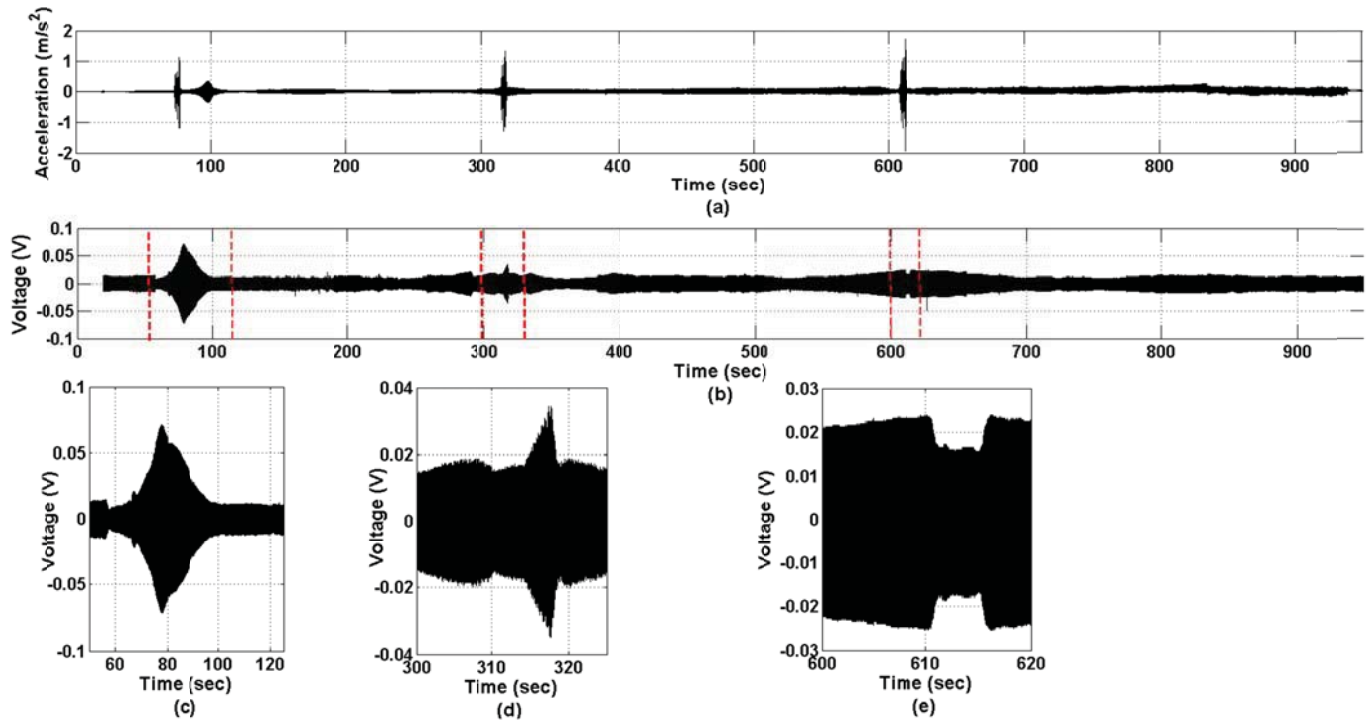 Acceleration (m/s²)
2
1
0
-1
-2
0 100 200 300 400 500 600 700 800 900
Time (sec)
(a)
Voltage (V)
0.1
0.05
0
-0.05
-0.1
0 100 200 300 400 500 600 700 800 900
Time (sec)
(b)
Voltage (V)
0.1
0.05
0
-0.05
-0.1
60 80 100 120
Time (sec)
(c)
Voltage (V)
0.04
0.02
0
-0.02
-0.04
300 310 320
Time (sec)
(d)
Voltage (V)
0.03
0.02
0.01
0
-0.01
-0.02
-0.03
600 610 620
Time (sec)
(e)